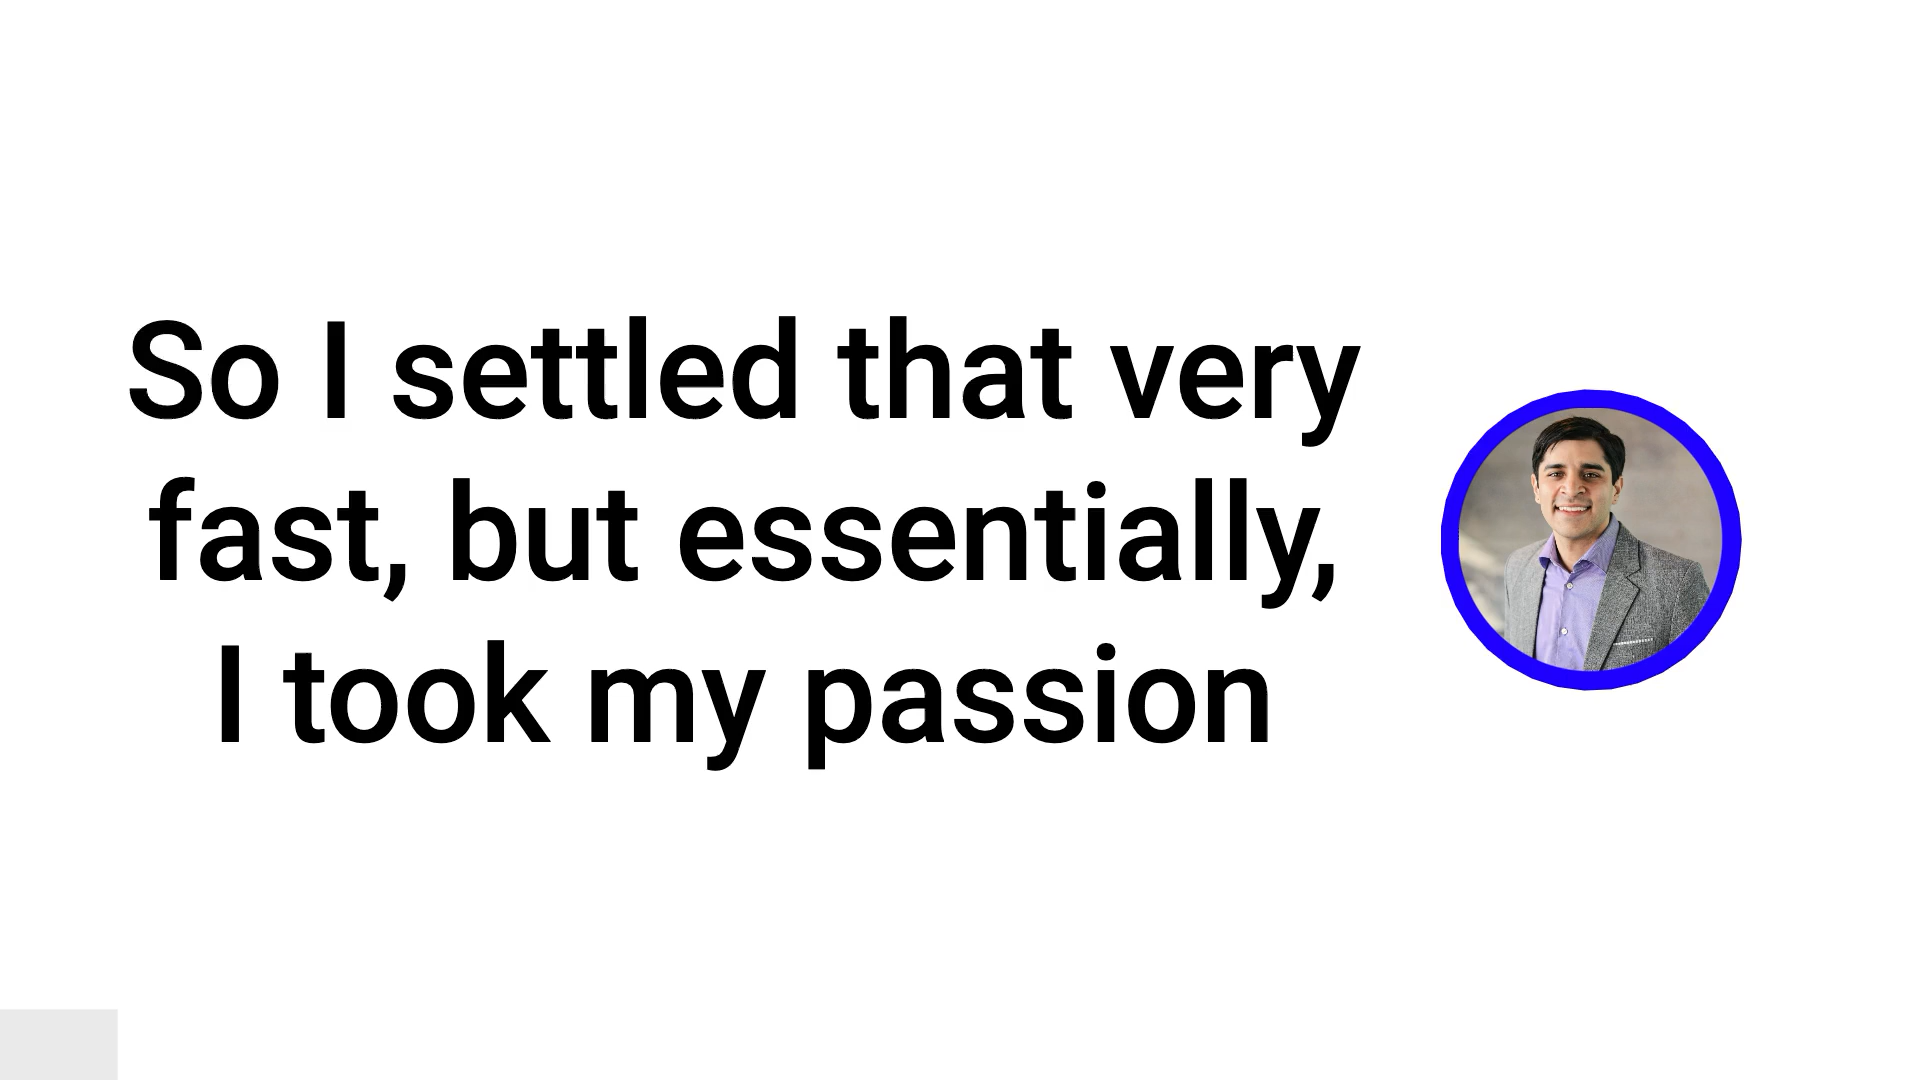 So I settled that very
fast, but essentially,
I took my passion